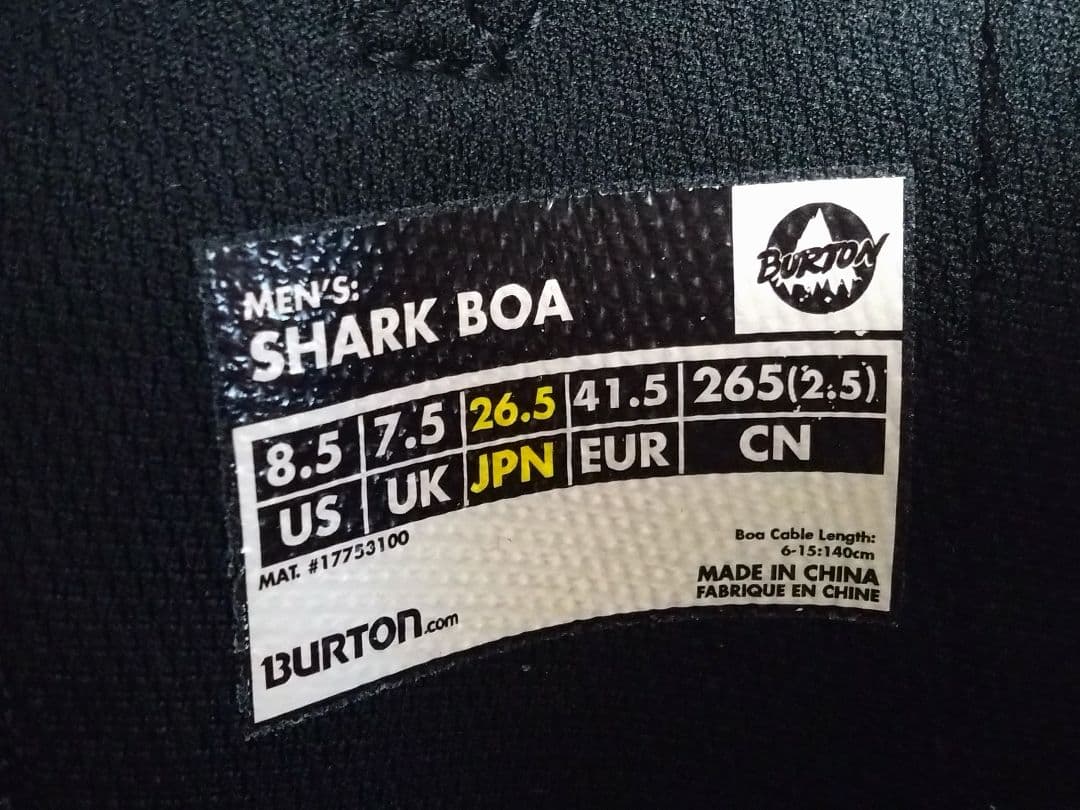 MEN'S:
SHARK BOA
BURTON
8.5 7.5 26.5 41.5 265(2.5)
US UK JPN EUR CN
MAT. #17753100
Boa Cable Length:
6-15:140cm
MADE IN CHINA
FABRIQUE EN CHINE
BURTON.com